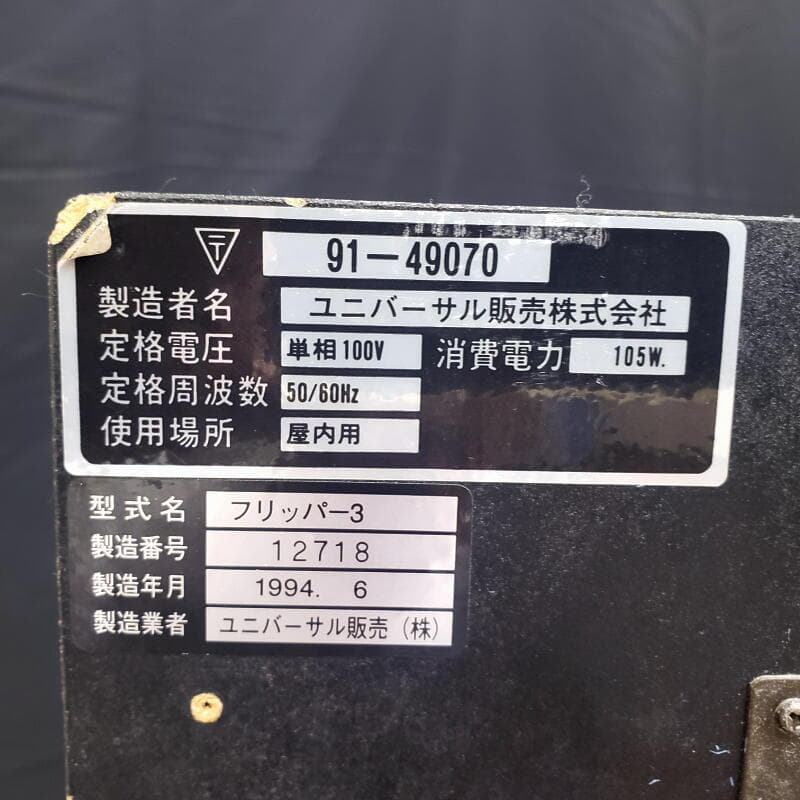 〒 91-49070
製造者名 ユニバーサル販売株式会社
定格電圧 単相100V 消費電力 105W.
定格周波数 50/60Hz
使用場所 屋内用
型式名 フリッパー3
製造番号 12718
製造年月 1994. 6
製造業者 ユニバーサル販売(株)